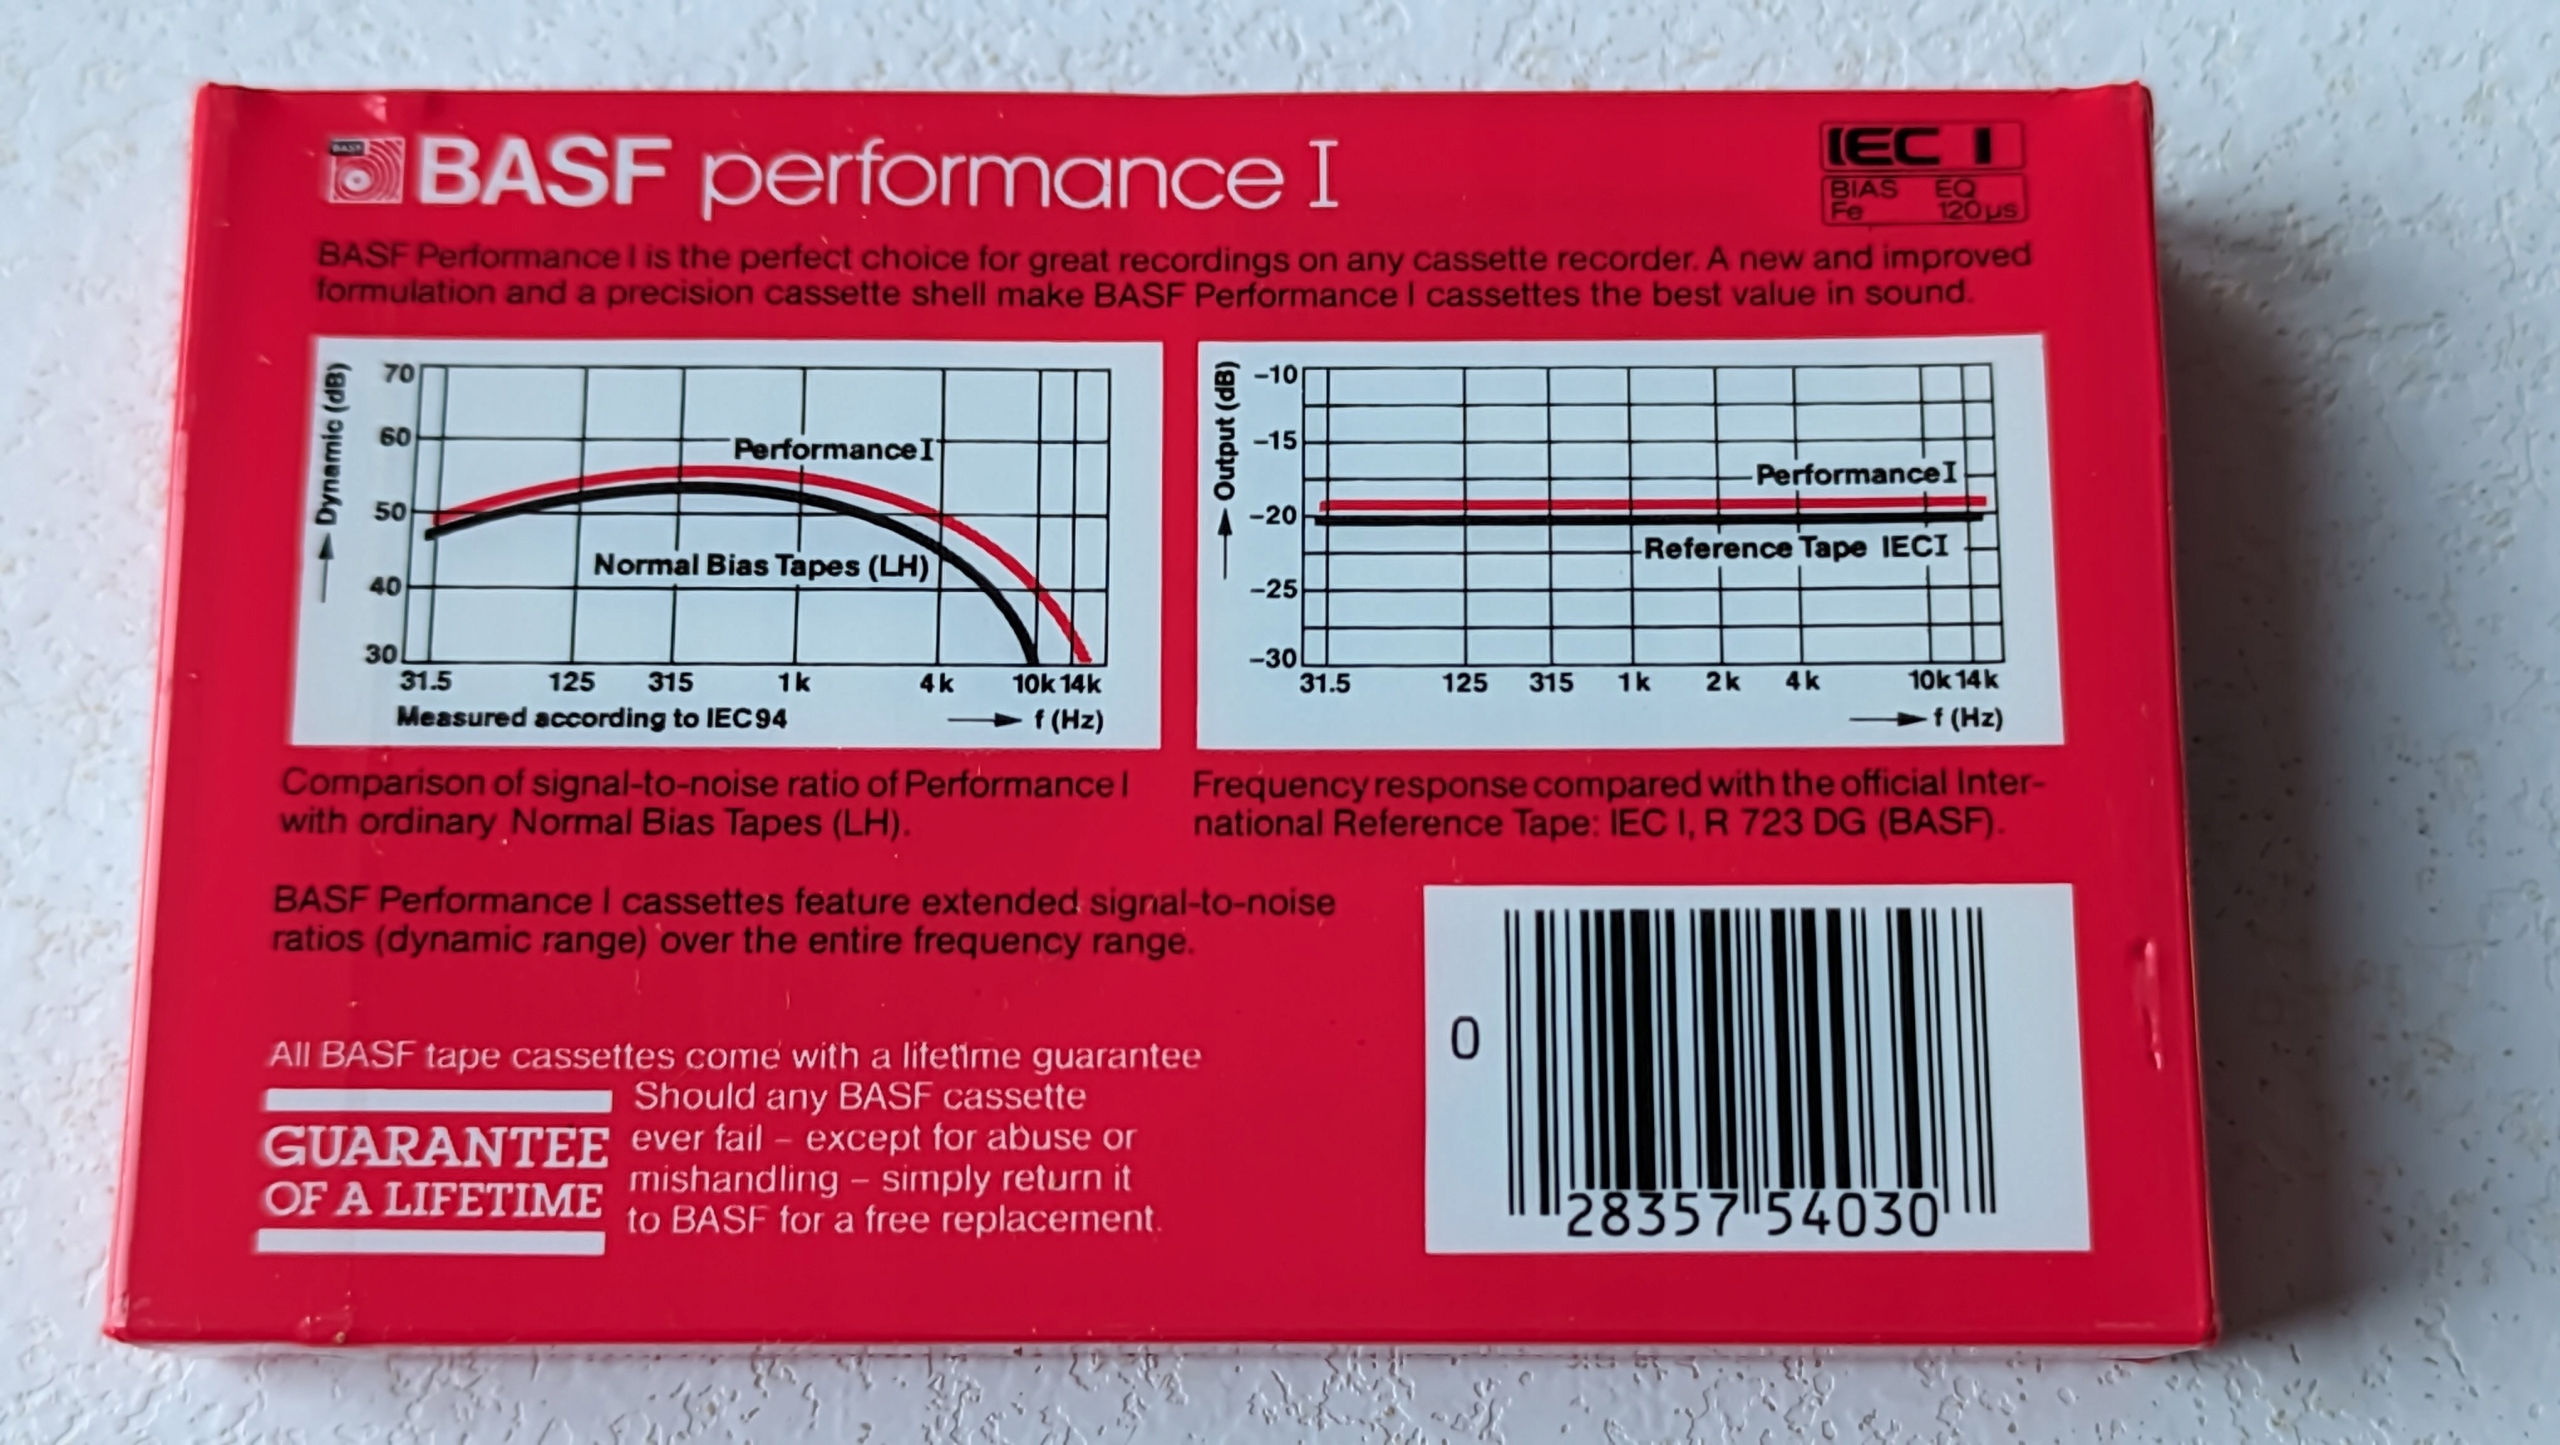 BASF
BASF performance I
IEC I
BIAS EQ
Fe 120 µs
BASF Performance I is the perfect choice for great recordings on any cassette recorder. A new and improved
formulation and a precision cassette shell make BASF Performance I cassettes the best value in sound.
Dynamic (dB)
70
60
50
40
30
Performance I
Normal Bias Tapes (LH)
31.5 125 315 1k 4k 10k 14k
Measured according to IEC 94 f (Hz)
Output (dB)
-10
-15
-20
-25
-30
Performance I
Reference Tape IEC I
31.5 125 315 1k 2k 4k 10k 14k
f (Hz)
Comparison of signal-to-noise ratio of Performance I
with ordinary Normal Bias Tapes (LH).
Frequency response compared with the official Inter-
national Reference Tape: IEC I, R 723 DG (BASF).
BASF Performance I cassettes feature extended signal-to-noise
ratios (dynamic range) over the entire frequency range.
All BASF tape cassettes come with a lifetime guarantee
GUARANTEE
OF A LIFETIME
Should any BASF cassette
ever fail – except for abuse or
mishandling – simply return it
to BASF for a free replacement.
0 28357 54030